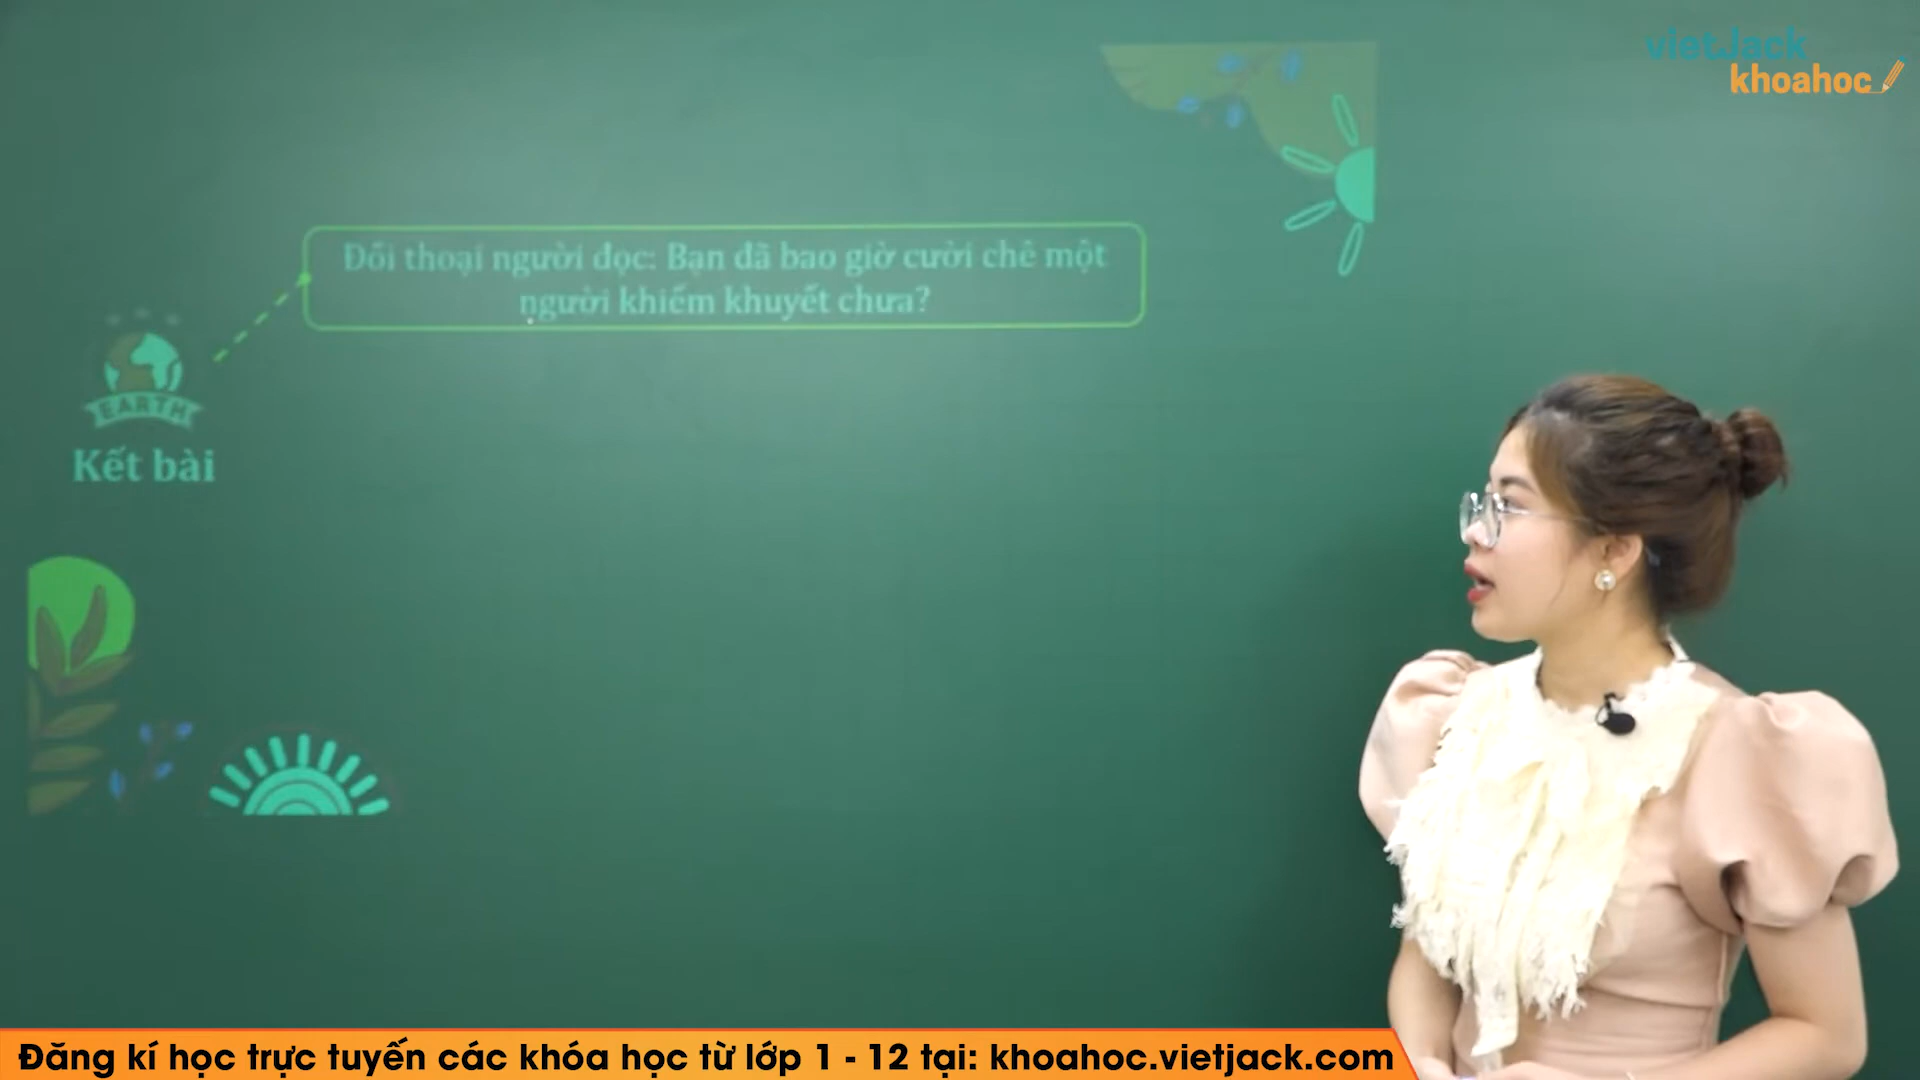 vietJack
khoahoc
Đối thoại người đọc: Bạn đã bao giờ cười chê một
người khiếm khuyết chưa?
EARTH
Kết bài
Đăng kí học trực tuyến các khóa học từ lớp 1 - 12 tại: khoahoc.vietjack.com